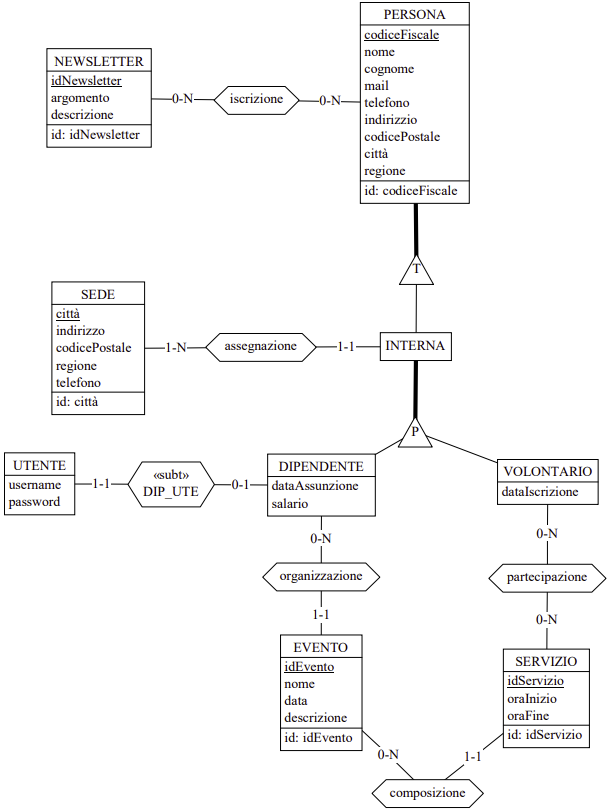 PERSONA
codiceFiscale
nome
cognome
mail
telefono
indirizzio
codicePostale
città
regione
id: codiceFiscale
NEWSLETTER
idNewsletter
argomento
descrizione
id: idNewsletter
0-N
iscrizione
0-N
T
SEDE
città
indirizzo
codicePostale
regione
telefono
id: città
1-N
assegnazione
1-1
INTERNA
P
UTENTE
username
password
1-1
«subt»
DIP_UTE
0-1
DIPENDENTE
dataAssunzione
salario
VOLONTARIO
dataIscrizione
0-N
organizzazione
1-1
0-N
partecipazione
0-N
EVENTO
idEvento
nome
data
descrizione
id: idEvento
SERVIZIO
idServizio
oraInizio
oraFine
id: idServizio
0-N
composizione
1-1